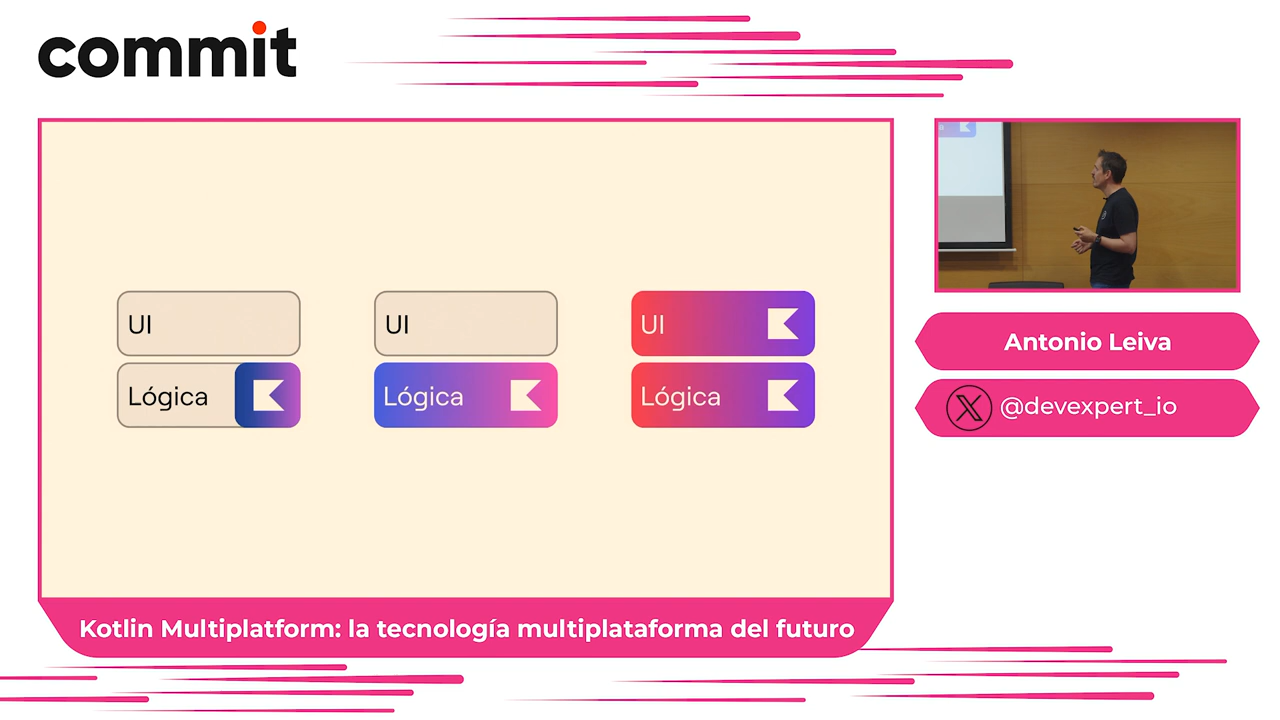 commit
UI
Lógica
UI
Lógica
UI
Lógica
Antonio Leiva
@devexpert_io
Kotlin Multiplatform: la tecnología multiplataforma del futuro